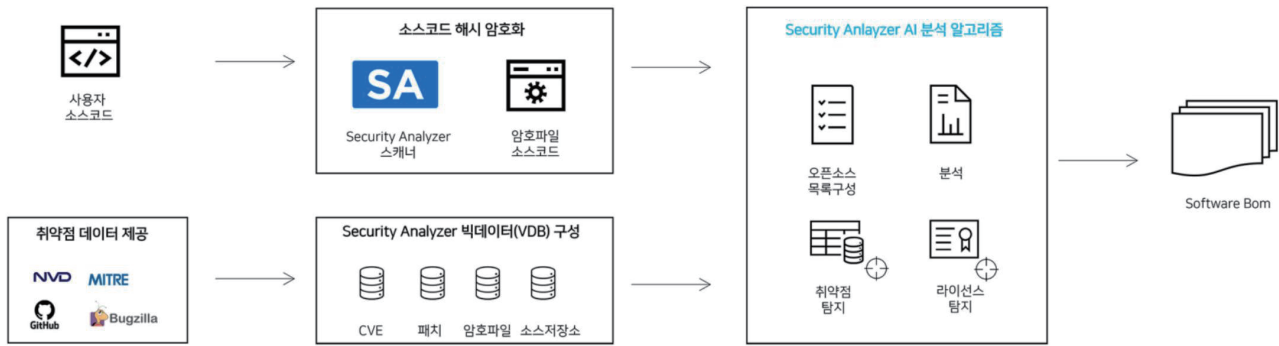 사용자
소스코드
소스코드 해시 암호화
SA
Security Analyzer
스캐너
암호파일
소스코드
Security Anlayzer AI 분석 알고리즘
오픈소스
목록구성
분석
취약점
탐지
라이선스
탐지
Software Bom
취약점 데이터 제공
NVD
MITRE
GitHub
Bugzilla
Security Analyzer 빅데이터(VDB) 구성
CVE
패치
암호파일
소스저장소